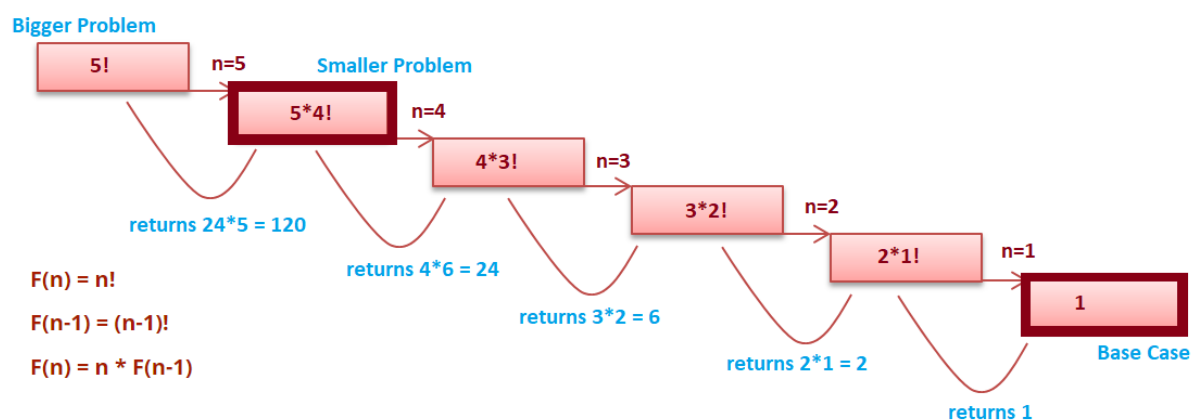 Bigger Problem
5!
n=5
Smaller Problem
5*4!
n=4
4*3!
n=3
3*2!
n=2
2*1!
n=1
1
Base Case
returns 24*5 = 120
returns 4*6 = 24
returns 3*2 = 6
returns 2*1 = 2
returns 1
F(n) = n!
F(n-1) = (n-1)!
F(n) = n * F(n-1)